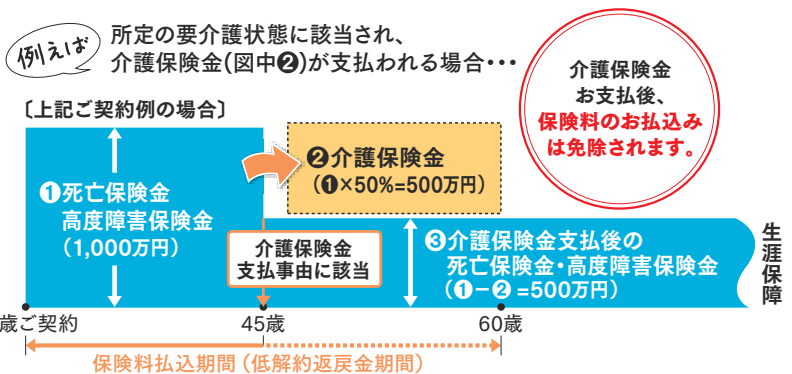 例えば
所定の要介護状態に該当され、
介護保険金(図中❷)が支払われる場合・・・
介護保険金
お支払後、
保険料のお払込み
は免除されます。
〔上記ご契約例の場合〕
❶死亡保険金
高度障害保険金
（1,000万円）
❷介護保険金
（❶×50%=500万円）
介護保険金
支払事由に該当
❸介護保険金支払後の
死亡保険金・高度障害保険金
（❶－❷=500万円）
生涯保障
歳ご契約
45歳
60歳
保険料払込期間（低解約返戻金期間）